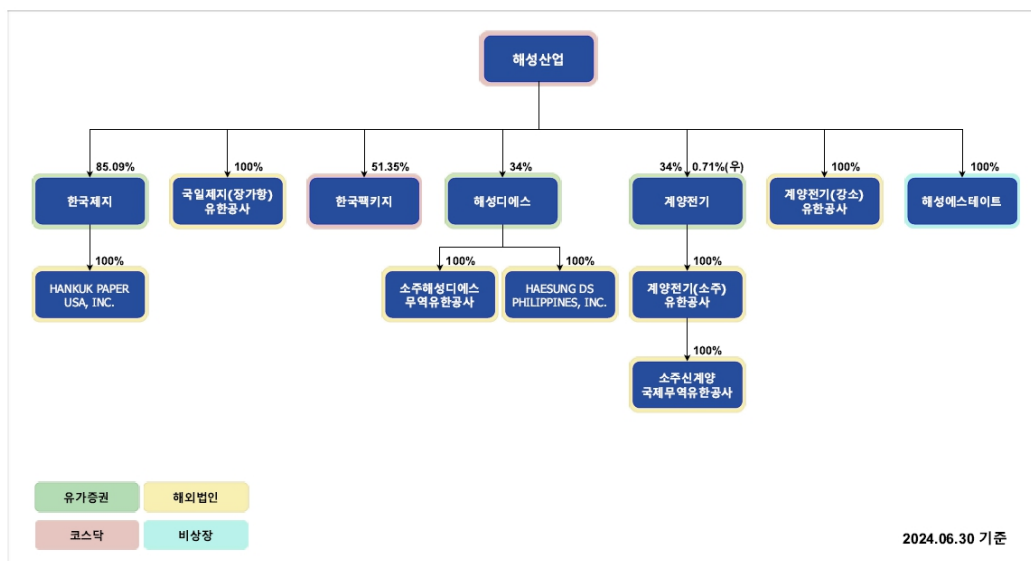 해성산업
85.09%
100%
51.35%
34%
34%
0.71%(우)
100%
100%
한국제지
국일제지(장가항)
유한공사
한국팩키지
해성디에스
계양전기
계양전기(강소)
유한공사
해성에스테이트
100%
100%
100%
100%
HANKUK PAPER
USA, INC.
소주해성디에스
무역유한공사
HAESUNG DS
PHILIPPINES, INC.
계양전기(소주)
유한공사
100%
소주신계양
국제무역유한공사
유가증권
해외법인
코스닥
비상장
2024.06.30 기준